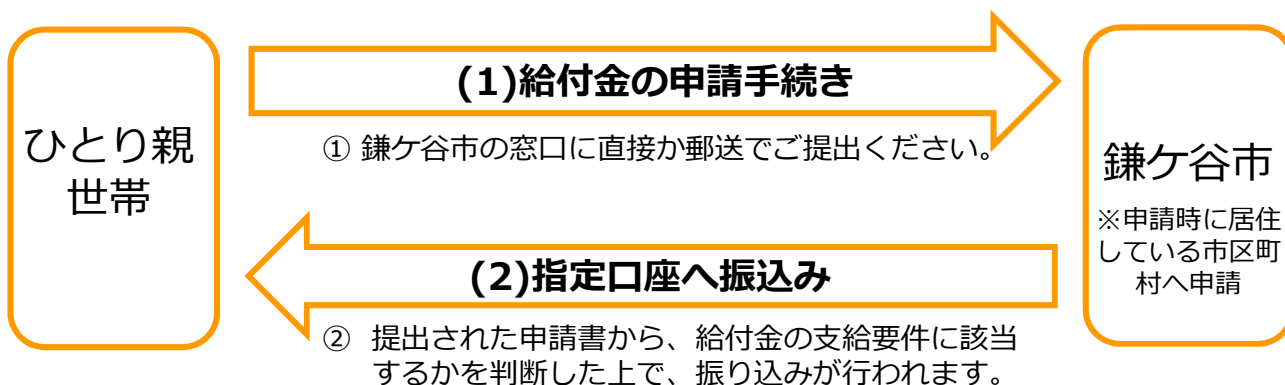 ひとり親
世帯
(1)給付金の申請手続き
① 鎌ケ谷市の窓口に直接か郵送でご提出ください。
(2)指定口座へ振込み
② 提出された申請書から、給付金の支給要件に該当
するかを判断した上で、振り込みが行われます。
鎌ケ谷市
※申請時に居住
している市区町
村へ申請